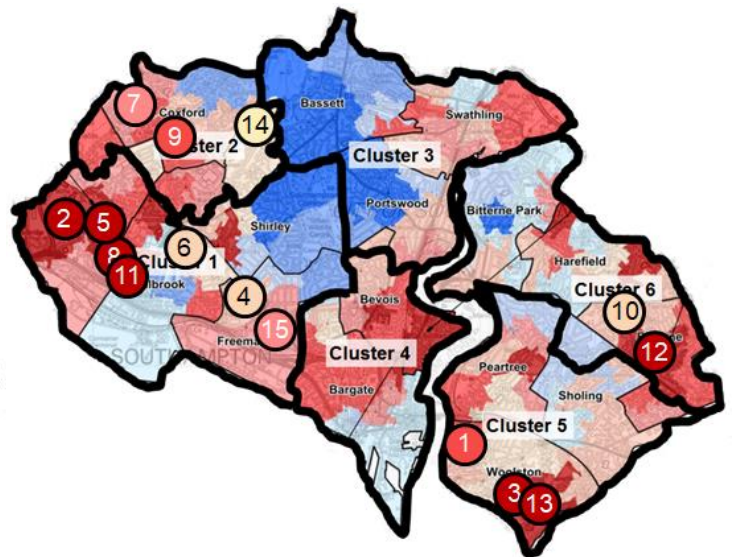 Bassett
7
Coxford
Swathling
9
14
Cluster 2
Cluster 3
Portswood
Bitterne Park
2
5
Shirley
6
8
Cluster 1
11
Harefield
Cluster 6
4
Bevois
10
15
SOUTHAMPTON
Cluster 4
12
Peartree
Bargate
Sholing
Cluster 5
1
Woolston
3
13